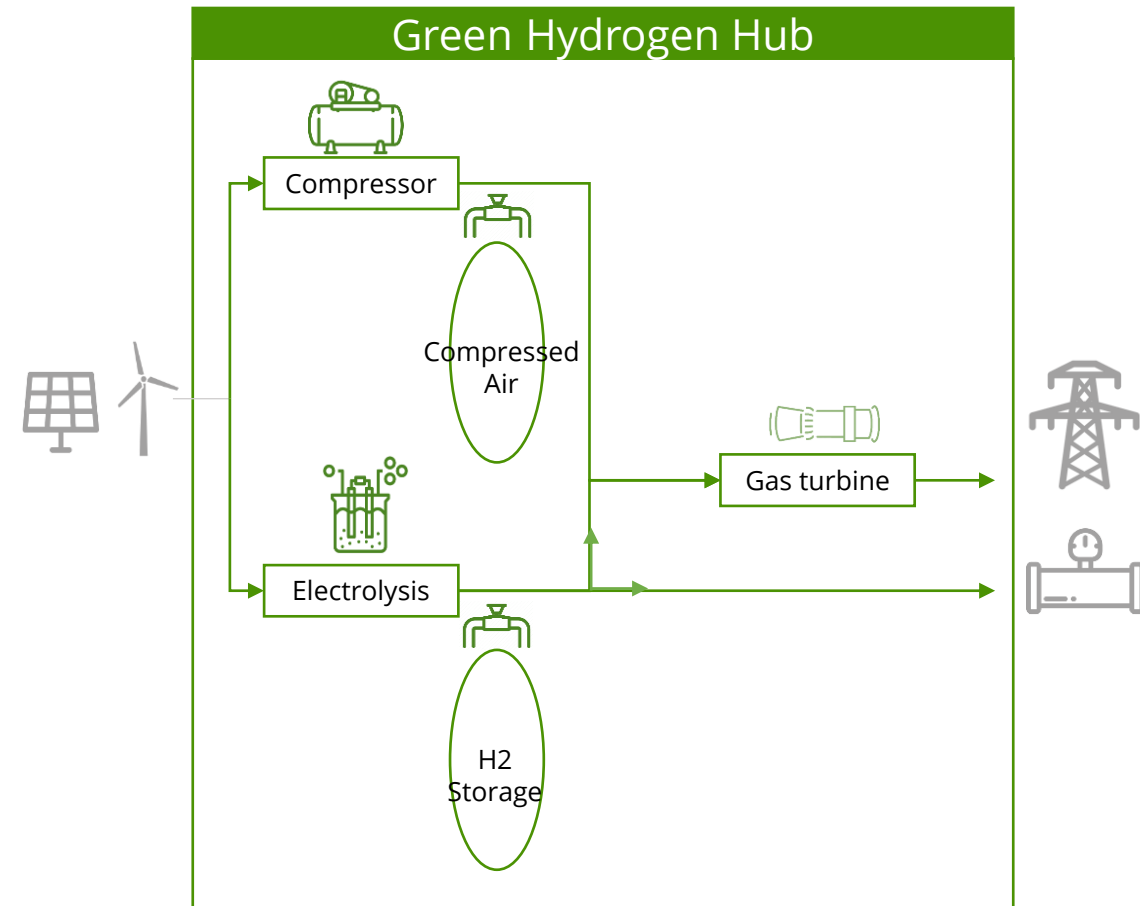 Green Hydrogen Hub
Compressor
Compressed
Air
Gas turbine
Electrolysis
H2
Storage